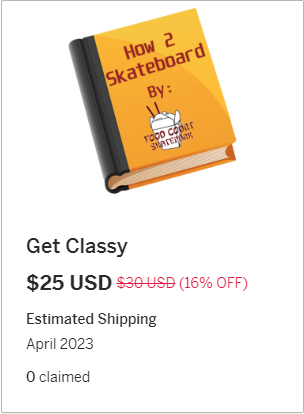 How 2
Skateboard
By:
FOOD COURT
SKATEPARK
Get Classy
$25 USD $30 USD (16% OFF)
Estimated Shipping
April 2023
0 claimed